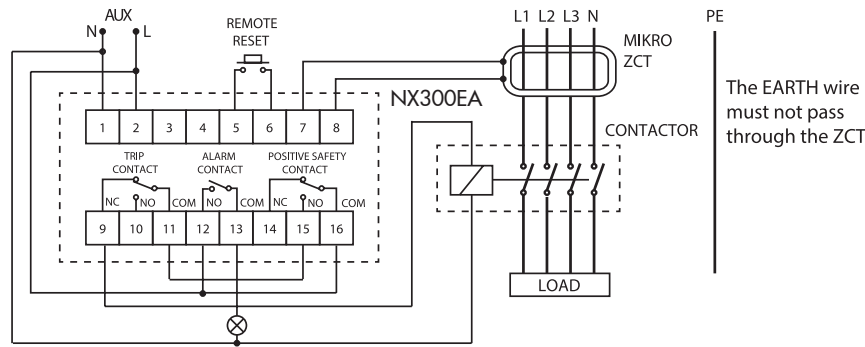 AUX
N L
REMOTE
RESET
L1 L2 L3 N
PE
MIKRO
ZCT
NX300EA
The EARTH wire
must not pass
through the ZCT
CONTACTOR
1 2 3 4 5 6 7 8
TRIP
CONTACT
ALARM
CONTACT
POSITIVE SAFETY
CONTACT
NC NO COM NO COM NC NO COM
9 10 11 12 13 14 15 16
LOAD